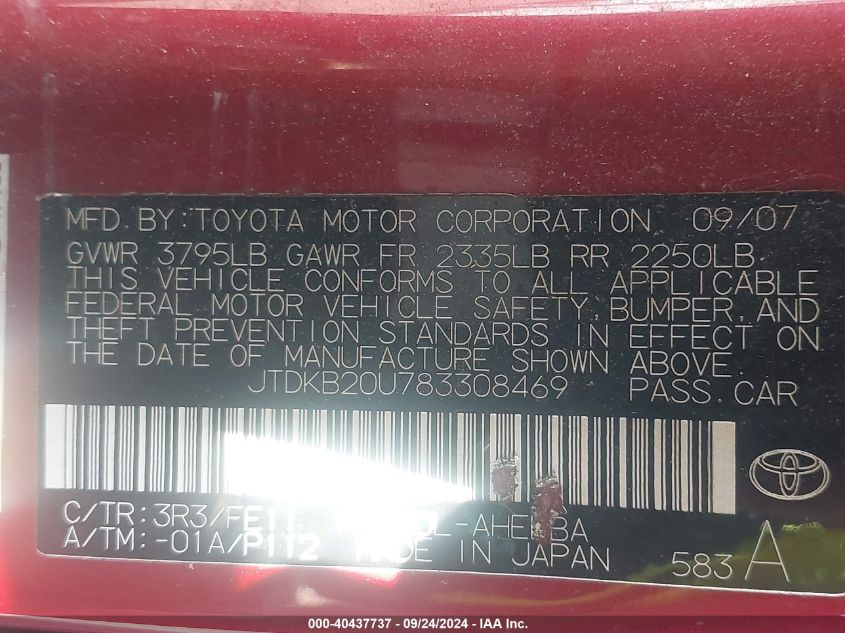 MFD. BY: TOYOTA MOTOR CORPORATION 09/07
GVWR 3795LB GAWR FR 2335LB RR 2250LB
THIS VEHICLE CONFORMS TO ALL APPLICABLE
FEDERAL MOTOR VEHICLE SAFETY, BUMPER, AND
THEFT PREVENTION STANDARDS IN EFFECT ON
THE DATE OF MANUFACTURE SHOWN ABOVE.
JTDKB20U783308469 PASS. CAR
C/TR: 3R3/FE11
A/TM: -01A/P112 MADE IN JAPAN
583 A
000-40437737 - 09/24/2024 - IAA Inc.